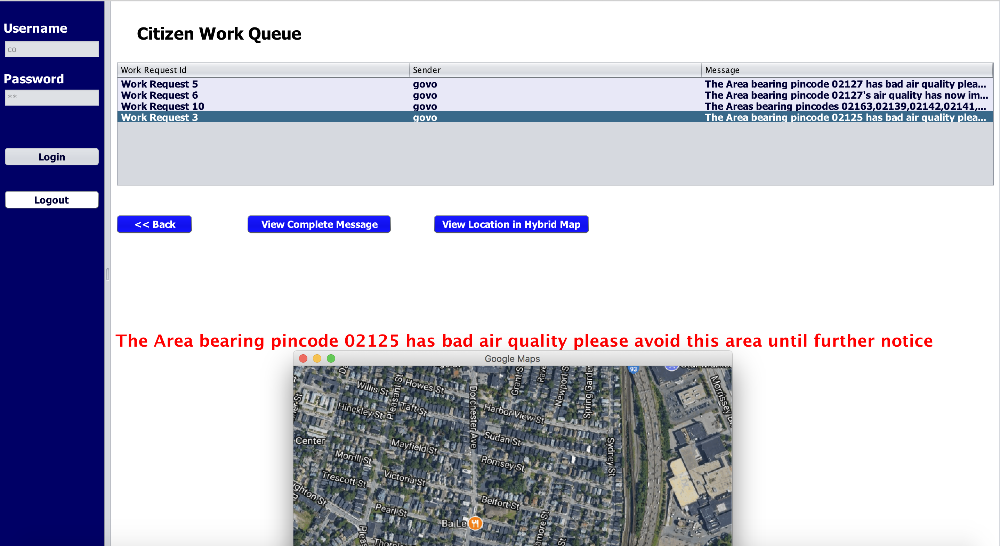 Username
co
Password
**
Login
Logout
Citizen Work Queue
Work Request Id Sender Message
Work Request 5 govo The Area bearing pincode 02127 has bad air quality plea...
Work Request 6 govo The Area bearing pincode 02127's air quality has now im...
Work Request 10 govo The Areas bearing pincodes 02163,02139,02142,02141,...
Work Request 3 govo The Area bearing pincode 02125 has bad air quality plea...
<< Back View Complete Message View Location in Hybrid Map
The Area bearing pincode 02125 has bad air quality please avoid this area until further notice
Google Maps
93
Willis St
Howes St
Pleasant St
Dorchester Ave
Grant S
Newport S
Spring Garder
Morrissey
Hinckley St
Taft St
Harbor View St
Center
Mayfield St
Sudan St
Sydney St
Morrill St
Romsey St
Trescott St
Victoria St
ghton St
Belfort St
Pearl St
Ba Le
amore St
Pleas
St